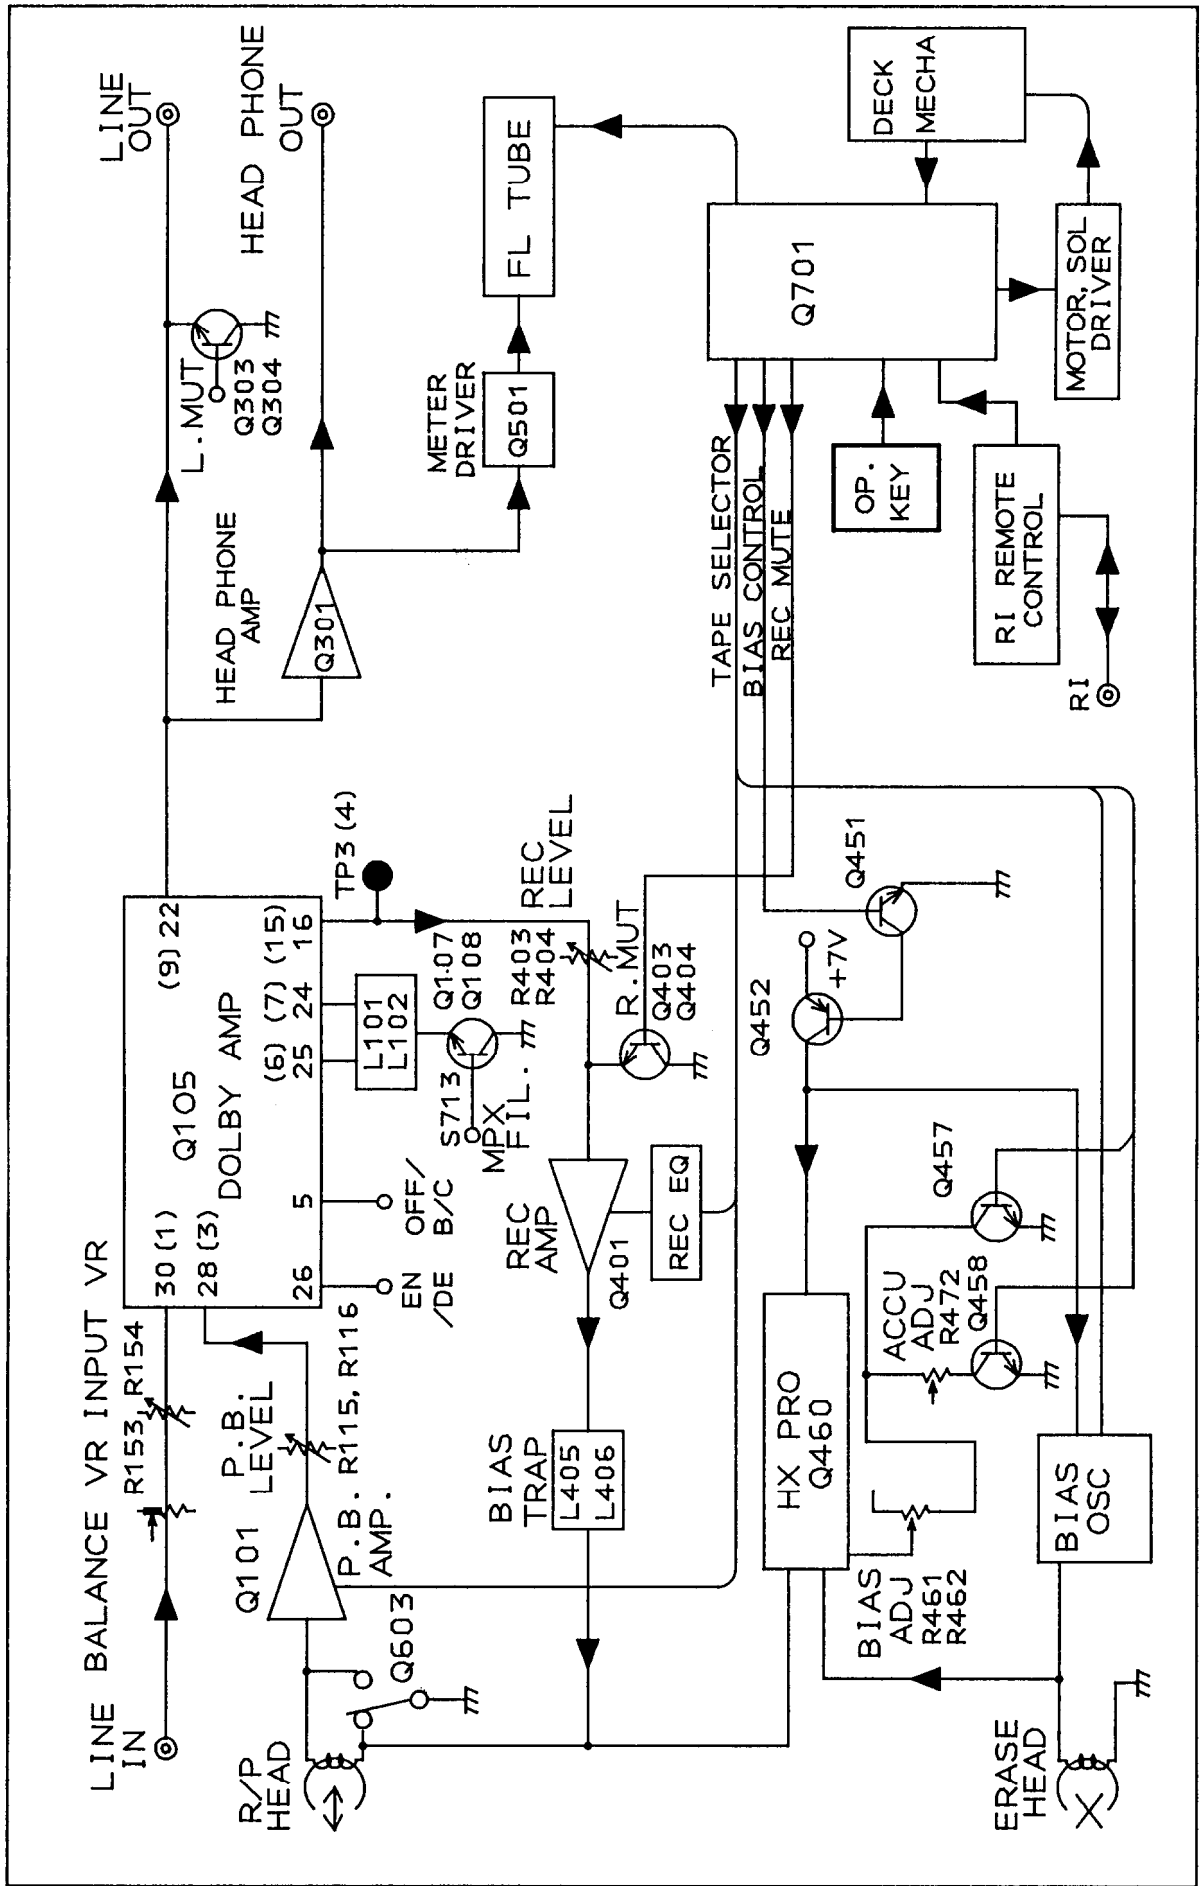 LINE
IN
LINE BALANCE VR INPUT VR
R153, R154
30 (1)
28 (3)
Q105
DOLBY AMP
(9) 22
(6) (7) (15)
26
5
25
24
16
EN
/DE
OFF/
B/C
L101
L102
TP3 (4)
LINE
OUT
L.MUT
Q303
Q304
HEAD PHONE
OUT
HEAD PHONE
AMP
Q301
METER
DRIVER
Q501
FL TUBE
R/P
HEAD
Q101
P.B.
AMP.
P.B.
LEVEL
R115, R116
Q603
S713
MPX
FIL.
Q107
Q108
R403
R404
REC
LEVEL
R.MUT
Q403
Q404
REC
AMP
Q401
REC EQ
BIAS
TRAP
L405
L406
TAPE SELECTOR
BIAS CONTROL
REC MUTE
Q701
DECK
MECHA
MOTOR, SOL
DRIVER
OP.
KEY
RI REMOTE
CONTROL
RI
Q452
+7V
Q451
HX PRO
Q460
BIAS
ADJ
R461
R462
ACCU
ADJ
R472
Q458
Q457
BIAS
OSC
ERASE
HEAD